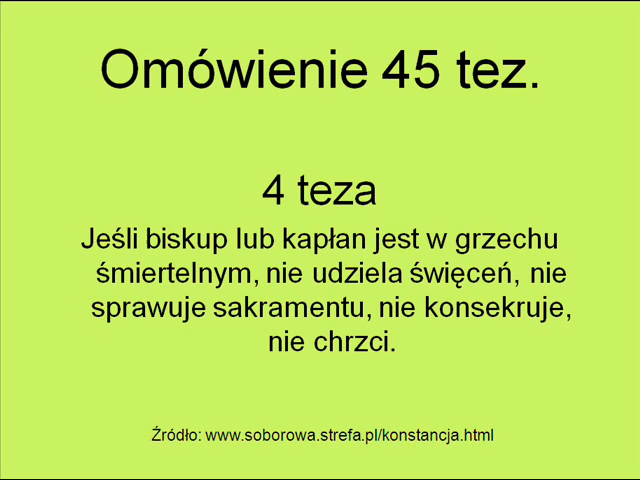 Omówienie 45 tez.
4 teza
Jeśli biskup lub kapłan jest w grzechu
śmiertelnym, nie udziela święceń, nie
sprawuje sakramentu, nie konsekruje,
nie chrzci.
Źródło: www.soborowa.strefa.pl/konstancja.html